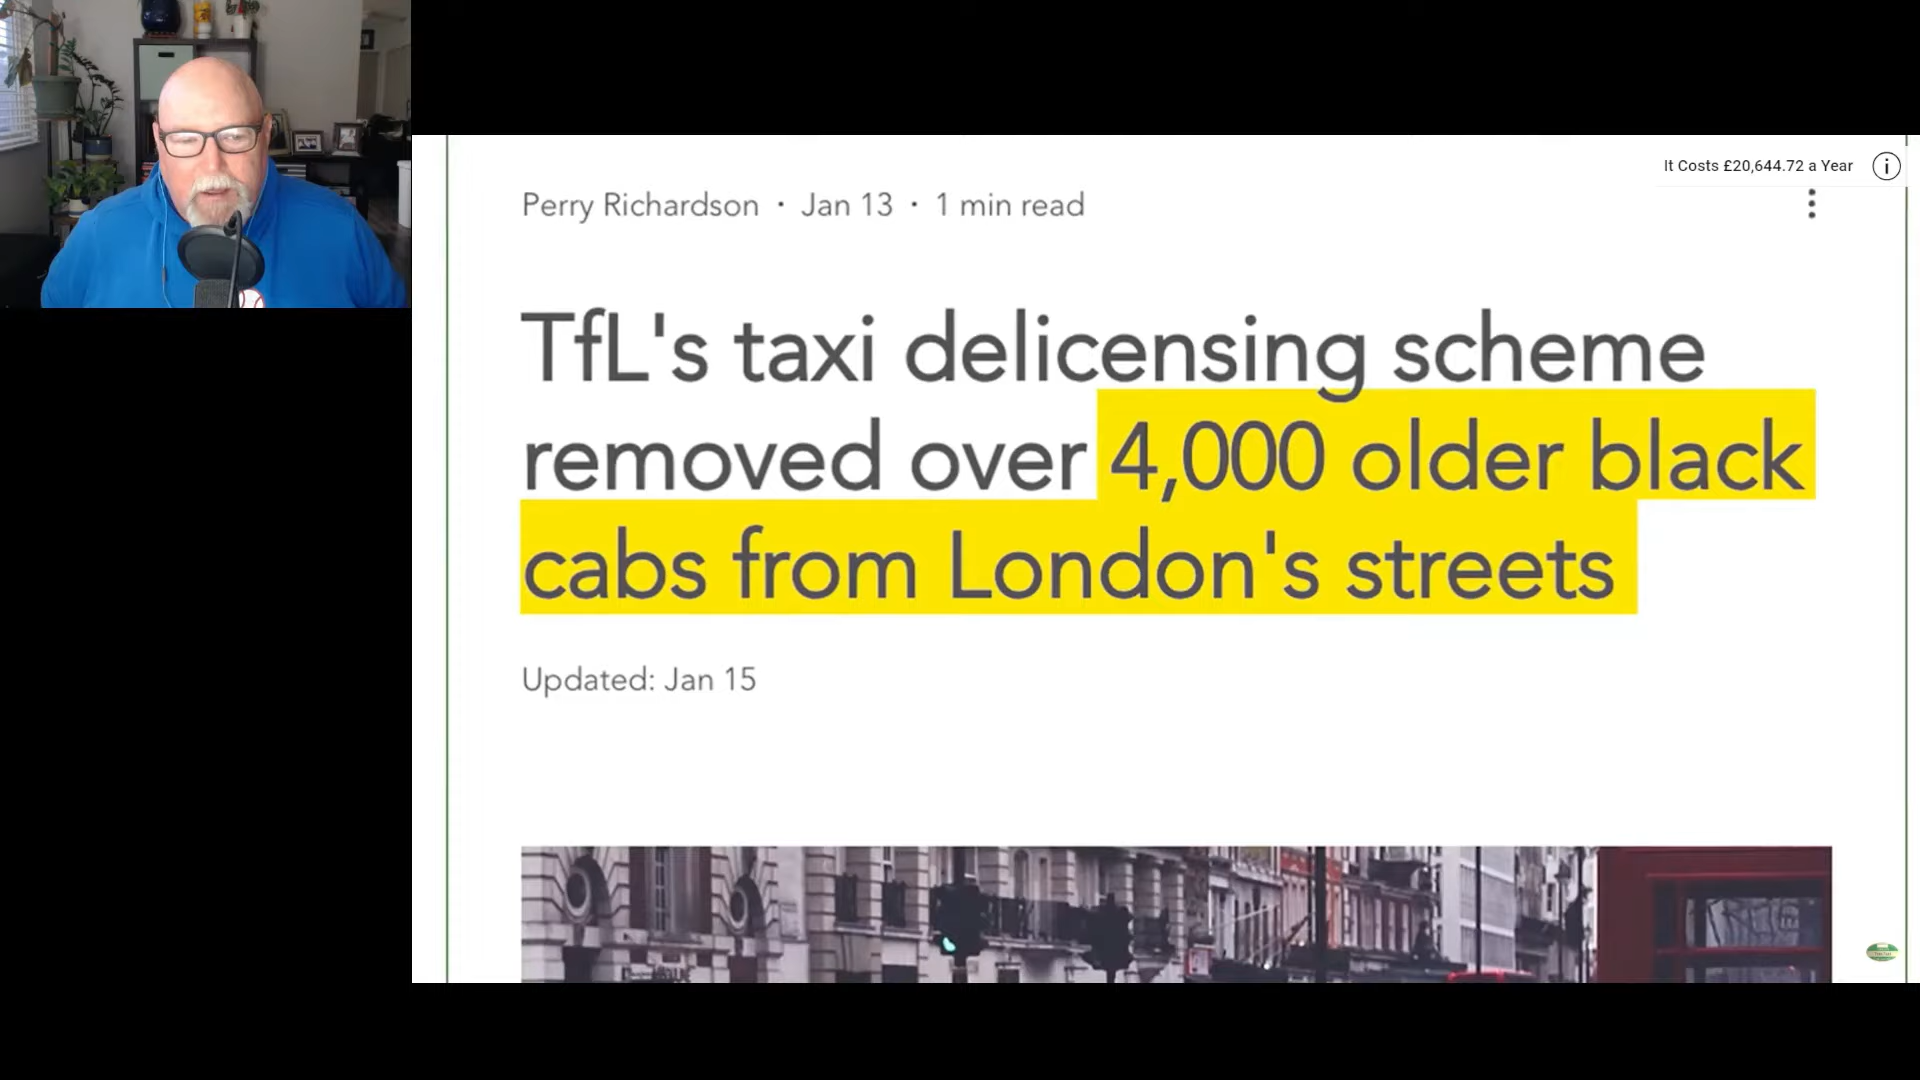 It Costs £20,644.72 a Year
Perry Richardson · Jan 13 · 1 min read
TfL's taxi delicensing scheme
removed over 4,000 older black
cabs from London's streets
Updated: Jan 15